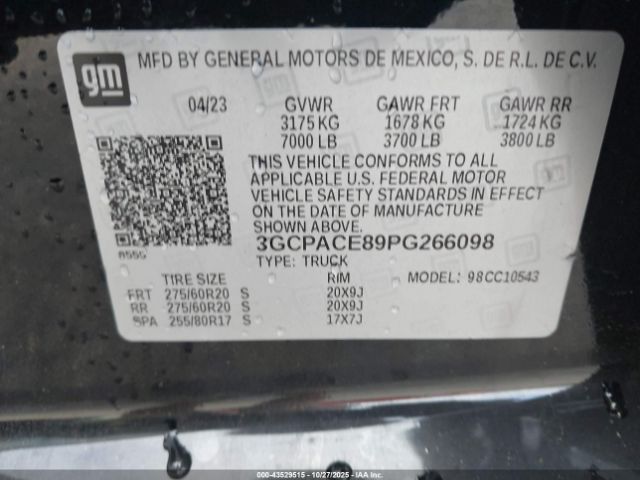 gm
MFD BY GENERAL MOTORS DE MEXICO, S. DE R.L. DE C.V.
04/23 GVWR GAWR FRT GAWR RR
3175 KG 1678 KG 1724 KG
7000 LB 3700 LB 3800 LB
THIS VEHICLE CONFORMS TO ALL
APPLICABLE U.S. FEDERAL MOTOR
VEHICLE SAFETY STANDARDS IN EFFECT
ON THE DATE OF MANUFACTURE
SHOWN ABOVE.
3GCPACE89PG266098
8555
TYPE: TRUCK
TIRE SIZE RIM MODEL: 98CC10543
FRT 275/60R20 S 20X9J
RR 275/60R20 S 20X9J
SPA 255/80R17 S 17X7J
000-43529515 - 10/27/2025 - © IAA, Inc.